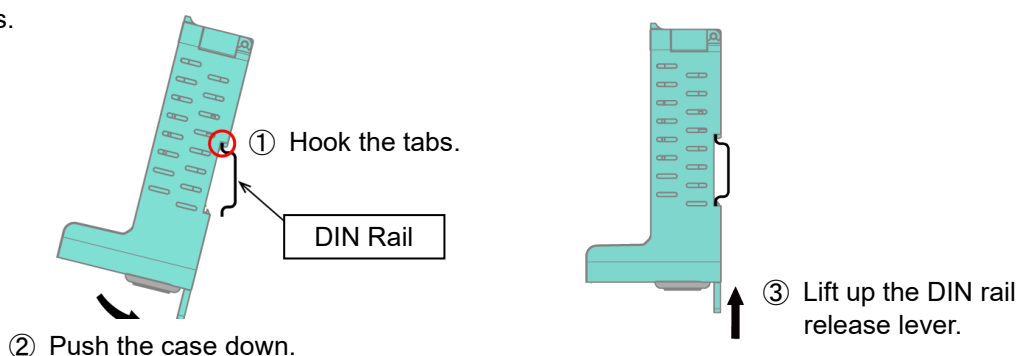 s.
① Hook the tabs.
DIN Rail
② Push the case down.
③ Lift up the DIN rail
release lever.